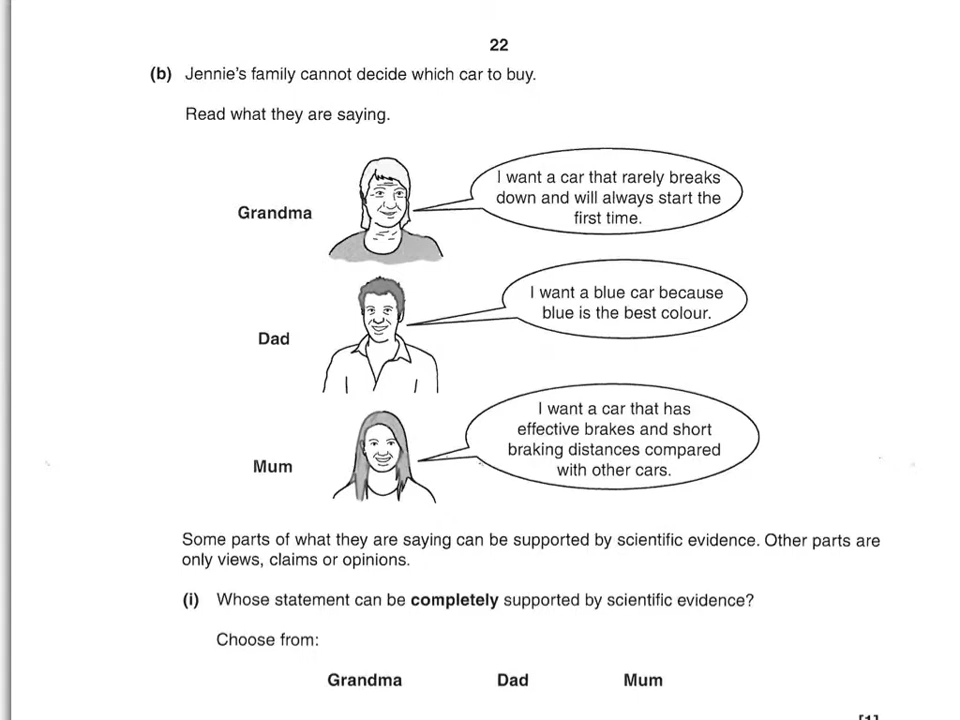 22
(b) Jennie's family cannot decide which car to buy.
Read what they are saying.
I want a car that rarely breaks
down and will always start the
first time.
Grandma
I want a blue car because
blue is the best colour.
Dad
I want a car that has
effective brakes and short
braking distances compared
with other cars.
Mum
Some parts of what they are saying can be supported by scientific evidence. Other parts are
only views, claims or opinions.
(i) Whose statement can be completely supported by scientific evidence?
Choose from:
Grandma Dad Mum
[1]